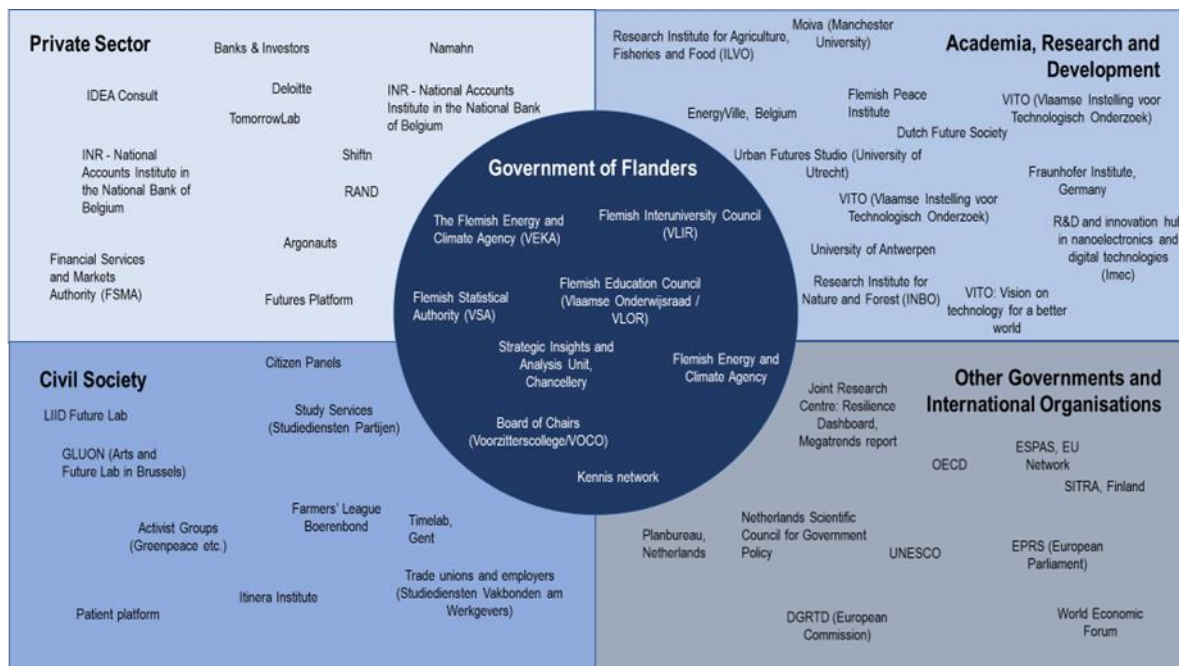 Private Sector
Banks & Investors
Namahn
IDEA Consult
Deloitte
TomorrowLab
INR - National Accounts
Institute in the National Bank
of Belgium
INR - National
Accounts Institute in
the National Bank of
Belgium
Shiftn
RAND
Argonauts
Financial Services
and Markets
Authority (FSMA)
Futures Platform
Academia, Research and
Development
Research Institute for Agriculture,
Fisheries and Food (ILVO)
Moiva (Manchester
University)
EnergyVille, Belgium
Flemish Peace
Institute
VITO (Vlaamse Instelling voor
Technologisch Onderzoek)
Dutch Future Society
Urban Futures Studio (University of
Utrecht)
Fraunhofer Institute,
Germany
VITO (Vlaamse Instelling voor
Technologisch Onderzoek)
R&D and innovation hub
in nanoelectronics and
digital technologies
(Imec)
University of Antwerpen
Research Institute for
Nature and Forest (INBO)
VITO: Vision on
technology for a better
world
Government of Flanders
The Flemish Energy and
Climate Agency (VEKA)
Flemish Interuniversity Council
(VLIR)
Flemish Statistical
Authority (VSA)
Flemish Education Council
(Vlaamse Onderwijsraad /
VLOR)
Strategic Insights and
Analysis Unit,
Chancellery
Flemish Energy and
Climate Agency
Board of Chairs
(Voorzitterscollege/VOCO)
Kennis network
Civil Society
Citizen Panels
LIID Future Lab
Study Services
(Studiediensten Partijen)
GLUON (Arts and
Future Lab in Brussels)
Farmers' League
Boerenbond
Timelab,
Gent
Activist Groups
(Greenpeace etc.)
Trade unions and employers
(Studiediensten Vakbonden am
Werkgevers)
Itinera Institute
Patient platform
Other Governments and
International Organisations
Joint Research
Centre: Resilience
Dashboard,
Megatrends report
OECD
ESPAS, EU
Network
SITRA, Finland
Planbureau,
Netherlands
Netherlands Scientific
Council for Government
Policy
UNESCO
EPRS (European
Parliament)
DGRTD (European
Commission)
World Economic
Forum